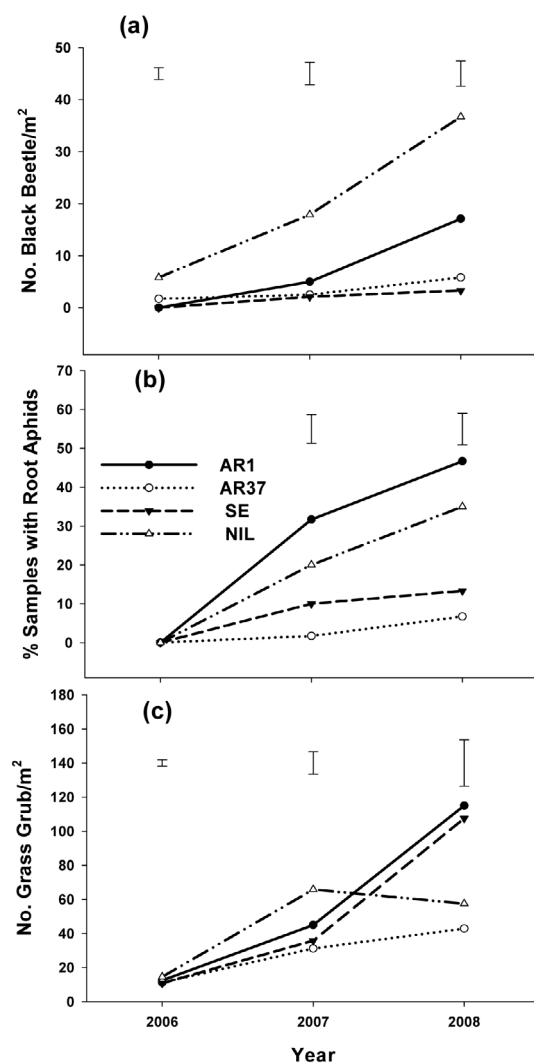 (a)
50
40
30
20
10
0
No. Black Beetle/m²
(b)
70
60
50
40
30
20
10
0
% Samples with Root Aphids
AR1
AR37
SE
NIL
(c)
180
160
140
120
100
80
60
40
20
0
No. Grass Grub/m²
2006 2007 2008
Year